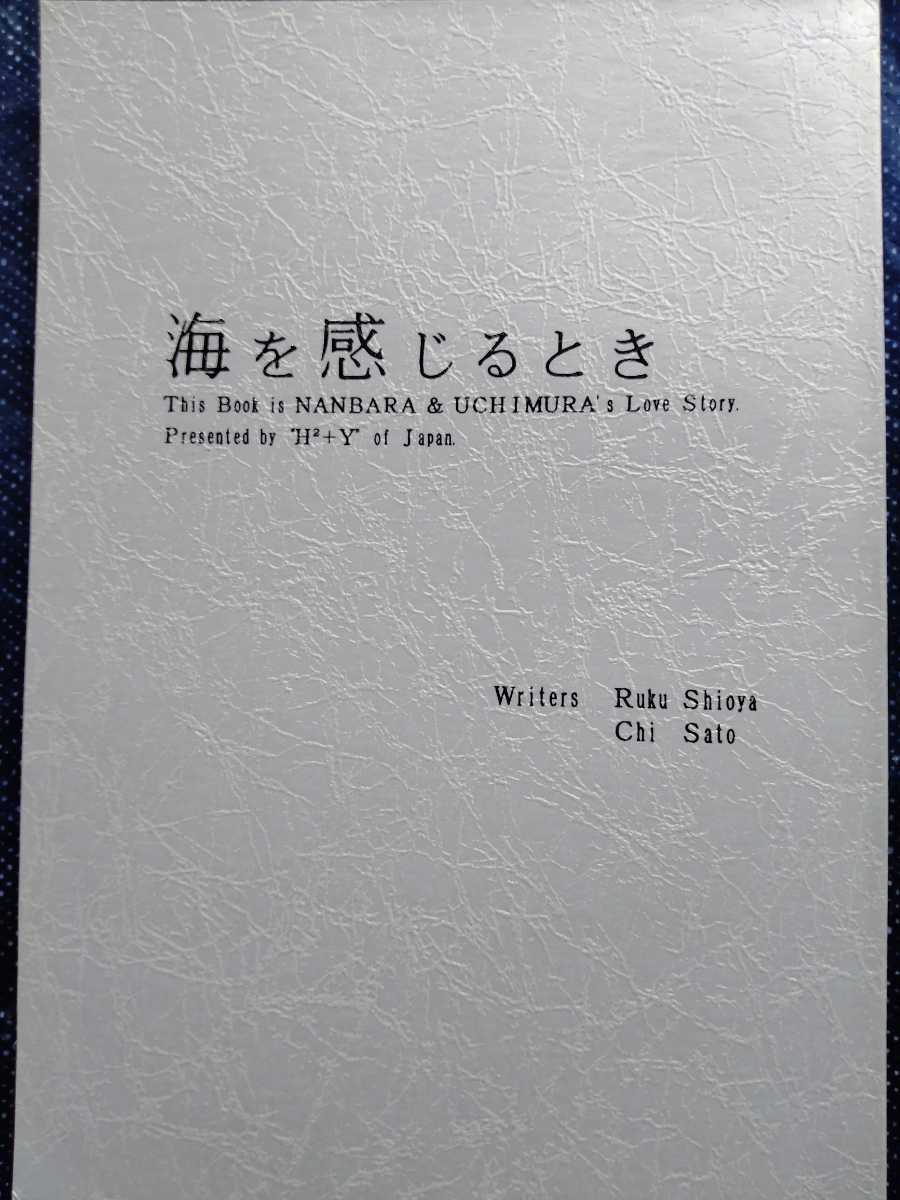 海を感じるとき
This Book is NANBARA & UCHIMURA's Love Story.
Presented by "H²+Y" of Japan.
Writers Ruku Shioya
Chi Sato